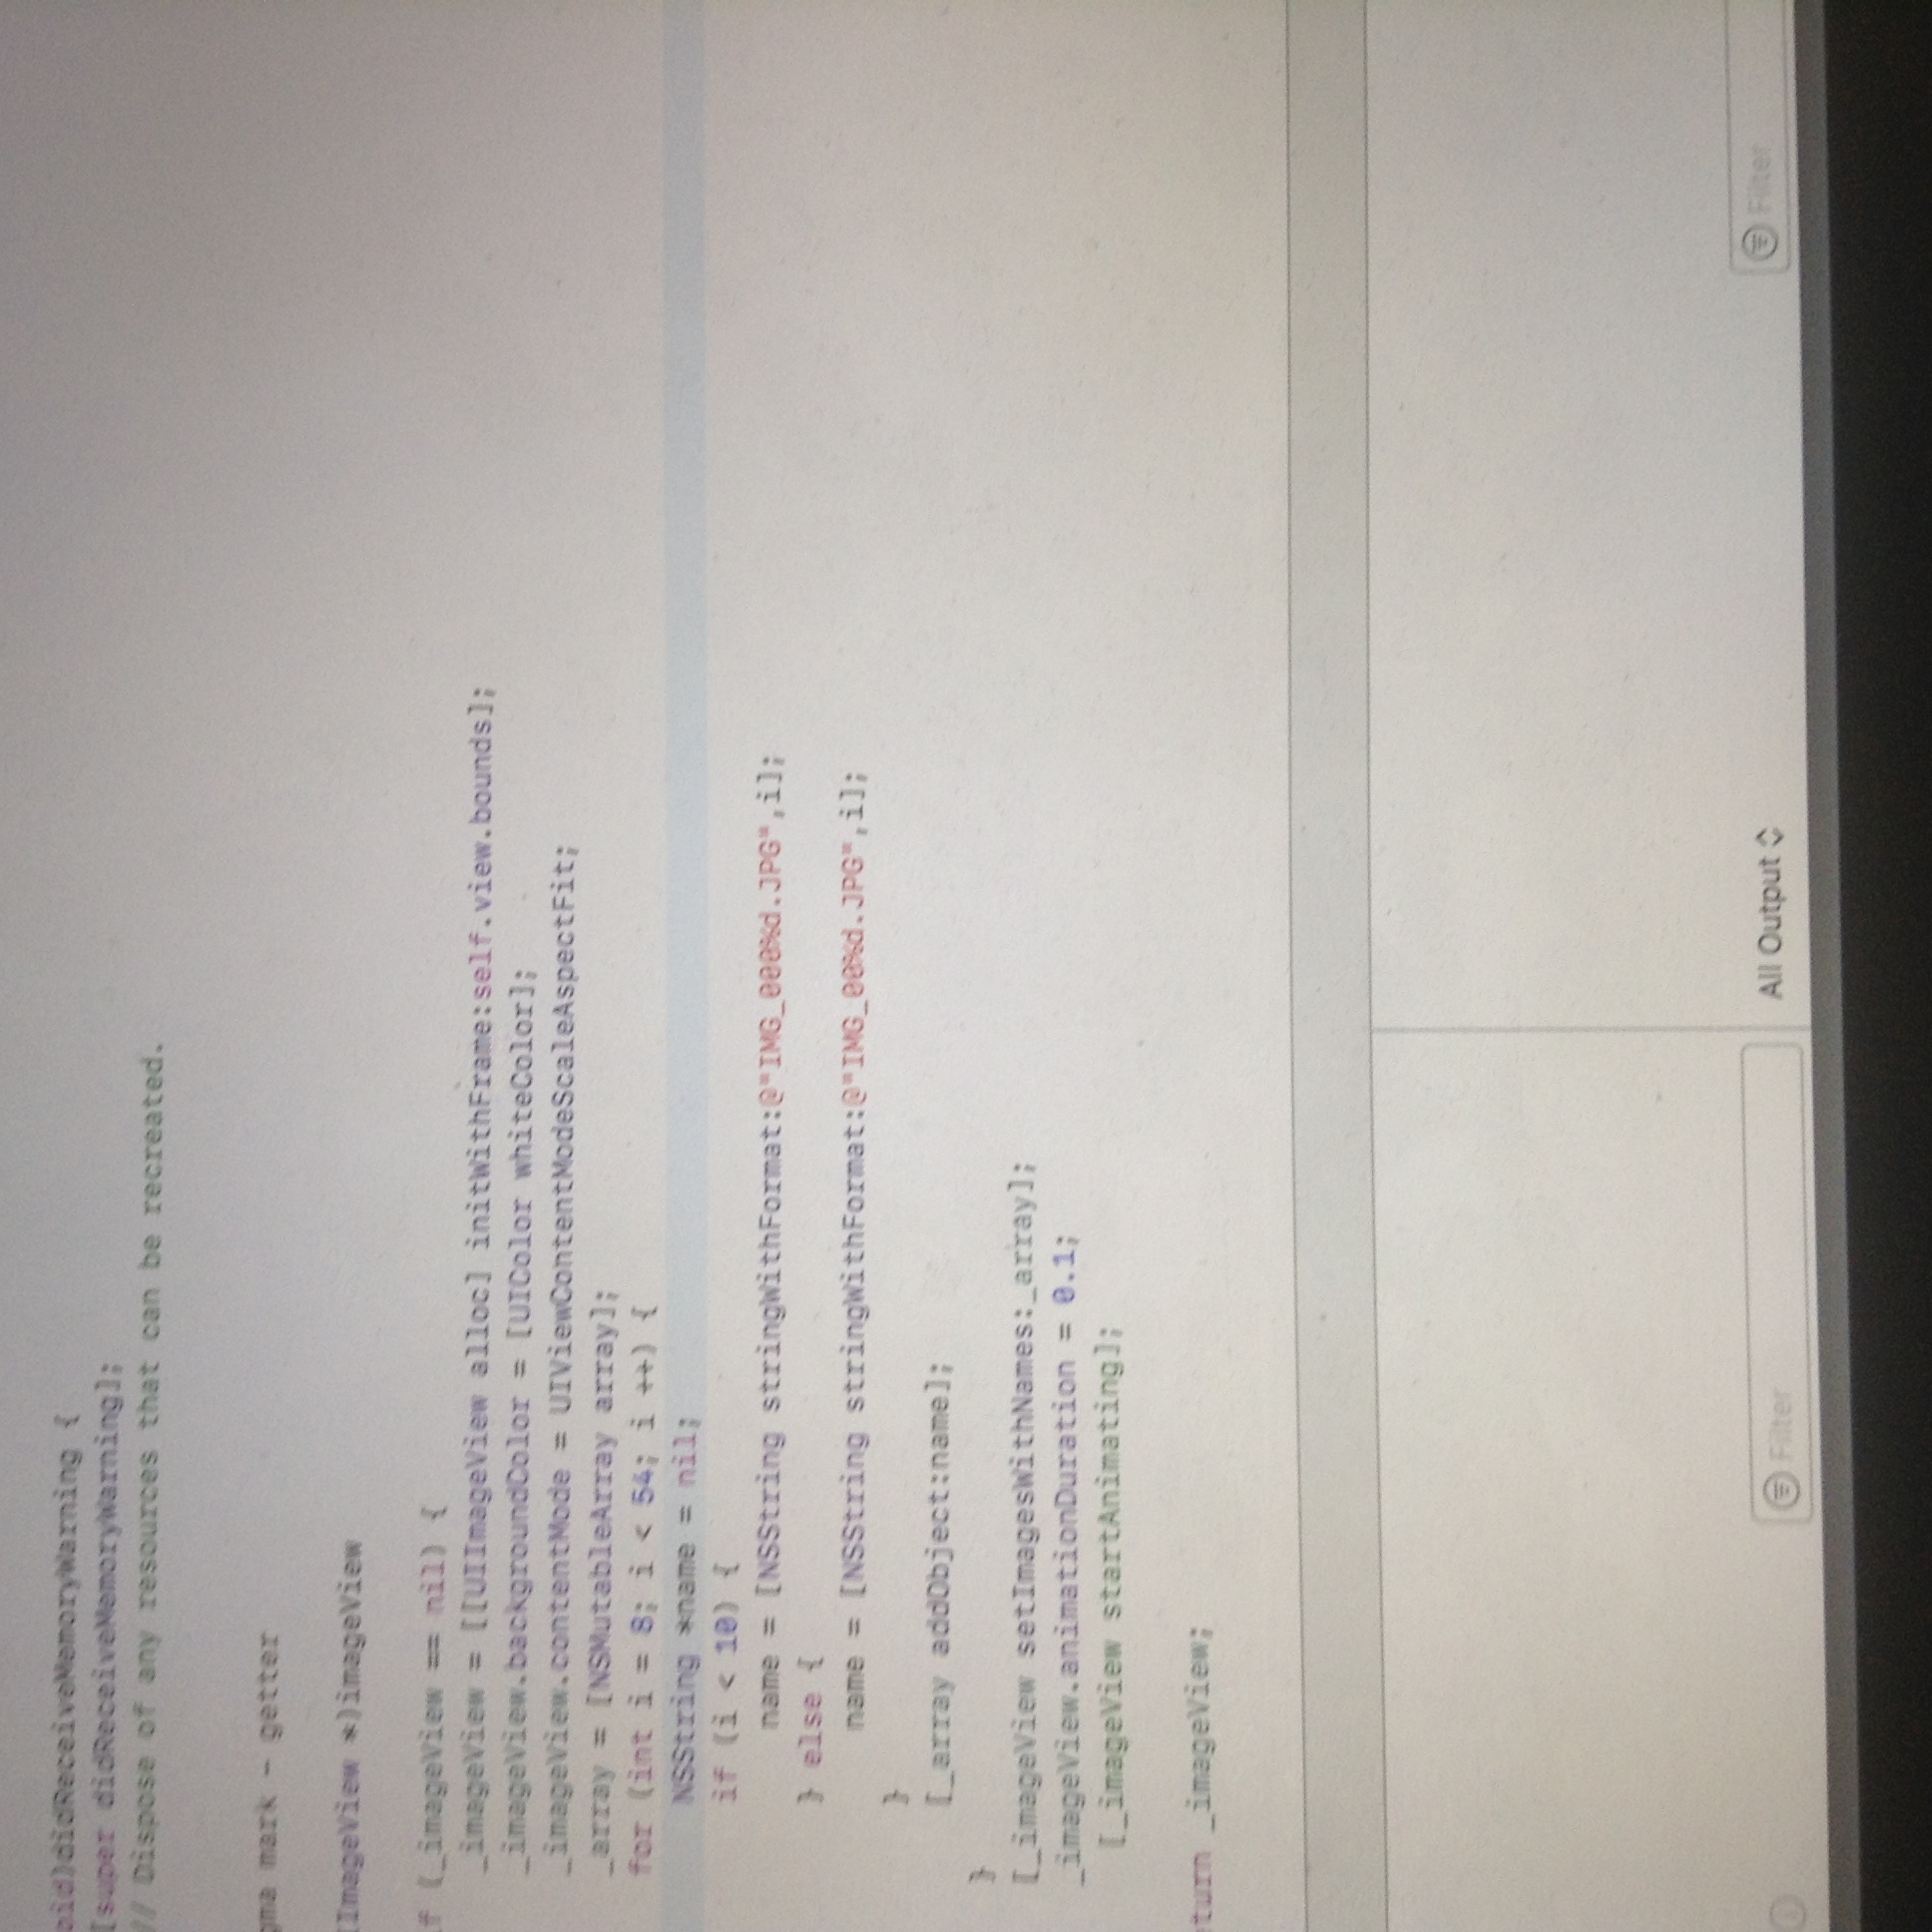 oid)didReceiveMemoryWarning {
[super didReceiveMemoryWarning];
// Dispose of any resources that can be recreated.
gma mark - getter
IImageView *)imageView
if (_imageView == nil) {
_imageView = [[UIImageView alloc] initWithFrame:self.view.bounds];
_imageView.backgroundColor = [UIColor whiteColor];
_imageView.contentMode = UIViewContentModeScaleAspectFit;
_array = [NSMutableArray array];
for (int i = 8; i < 54; i ++) {
NSString *name = nil;
if (i < 10) {
name = [NSString stringWithFormat:@"IMG_000%d.JPG",i];
} else {
name = [NSString stringWithFormat:@"IMG_00%d.JPG",i];
}
[_array addObject:name];
}
[_imageView setImagesWithNames:_array];
_imageView.animationDuration = 0.1;
[_imageView startAnimating];
eturn _imageView;
Filter
All Output
Filter